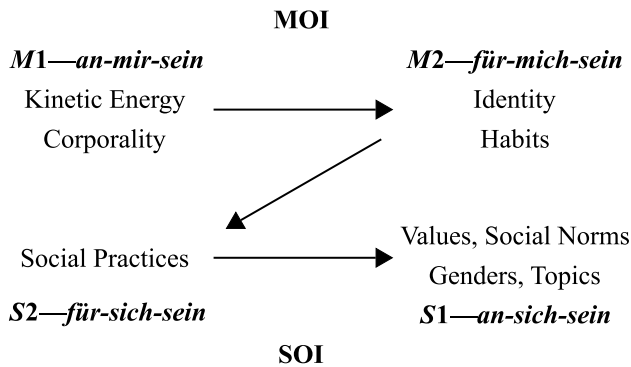 MOI
M1—an-mir-sein
M2—für-mich-sein
Kinetic Energy
Identity
Corporality
Habits
Social Practices
Values, Social Norms
Genders, Topics
S2—für-sich-sein
S1—an-sich-sein
SOI